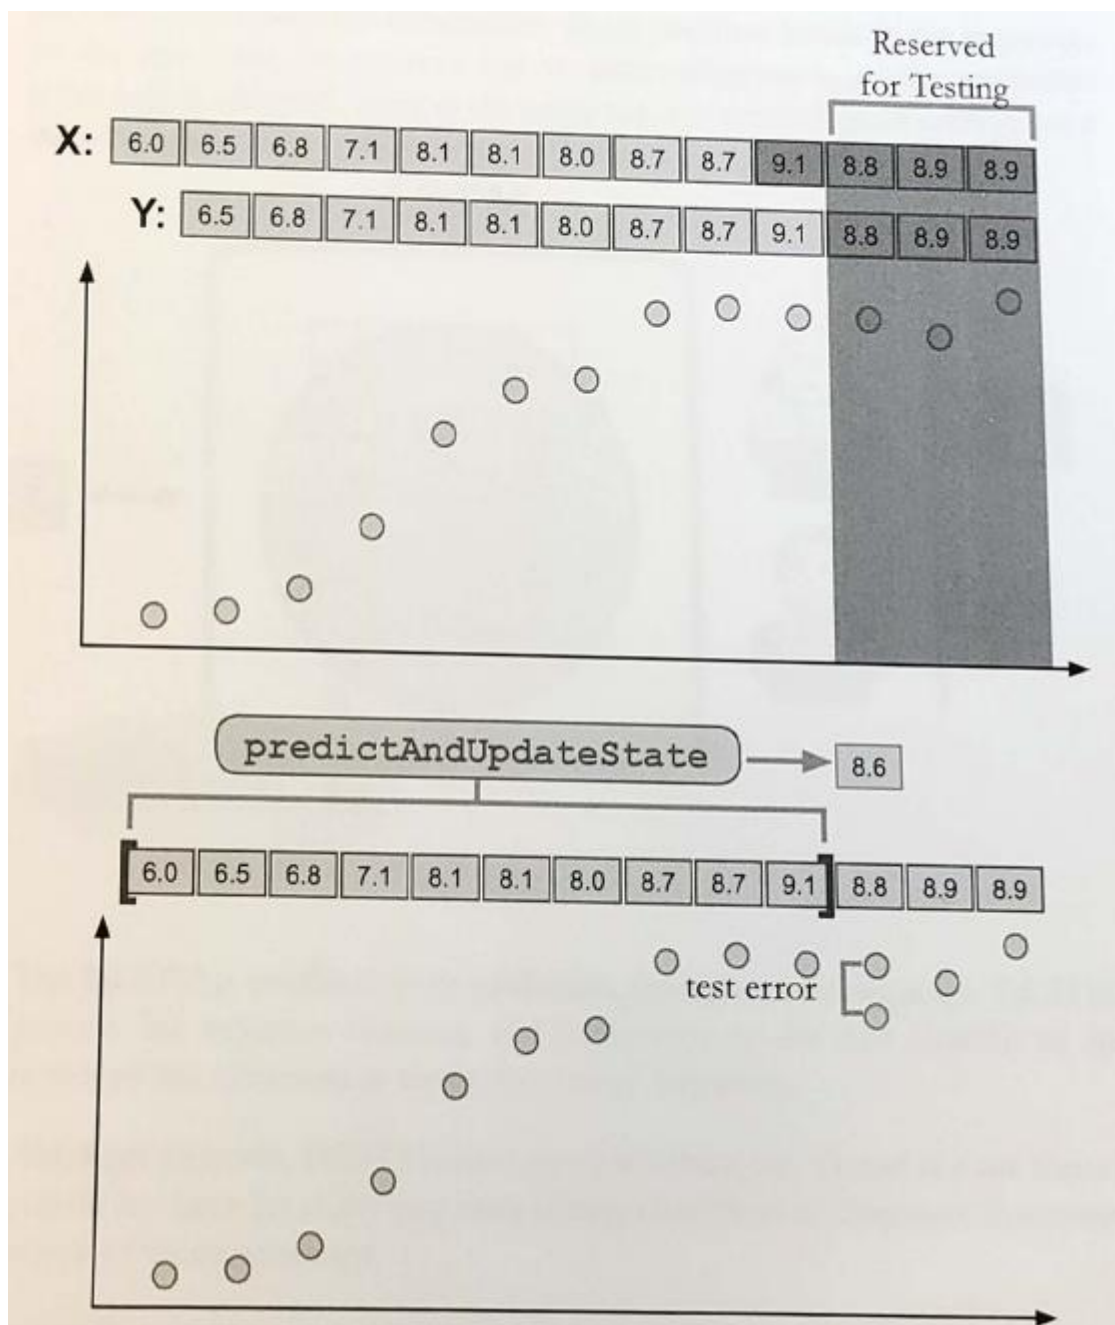 Reserved
for Testing
X: 6.0 6.5 6.8 7.1 8.1 8.1 8.0 8.7 8.7 9.1 8.8 8.9 8.9
Y: 6.5 6.8 7.1 8.1 8.1 8.0 8.7 8.7 9.1 8.8 8.9 8.9
predictAndUpdateState 8.6
6.0 6.5 6.8 7.1 8.1 8.1 8.0 8.7 8.7 9.1 8.8 8.9 8.9
test error